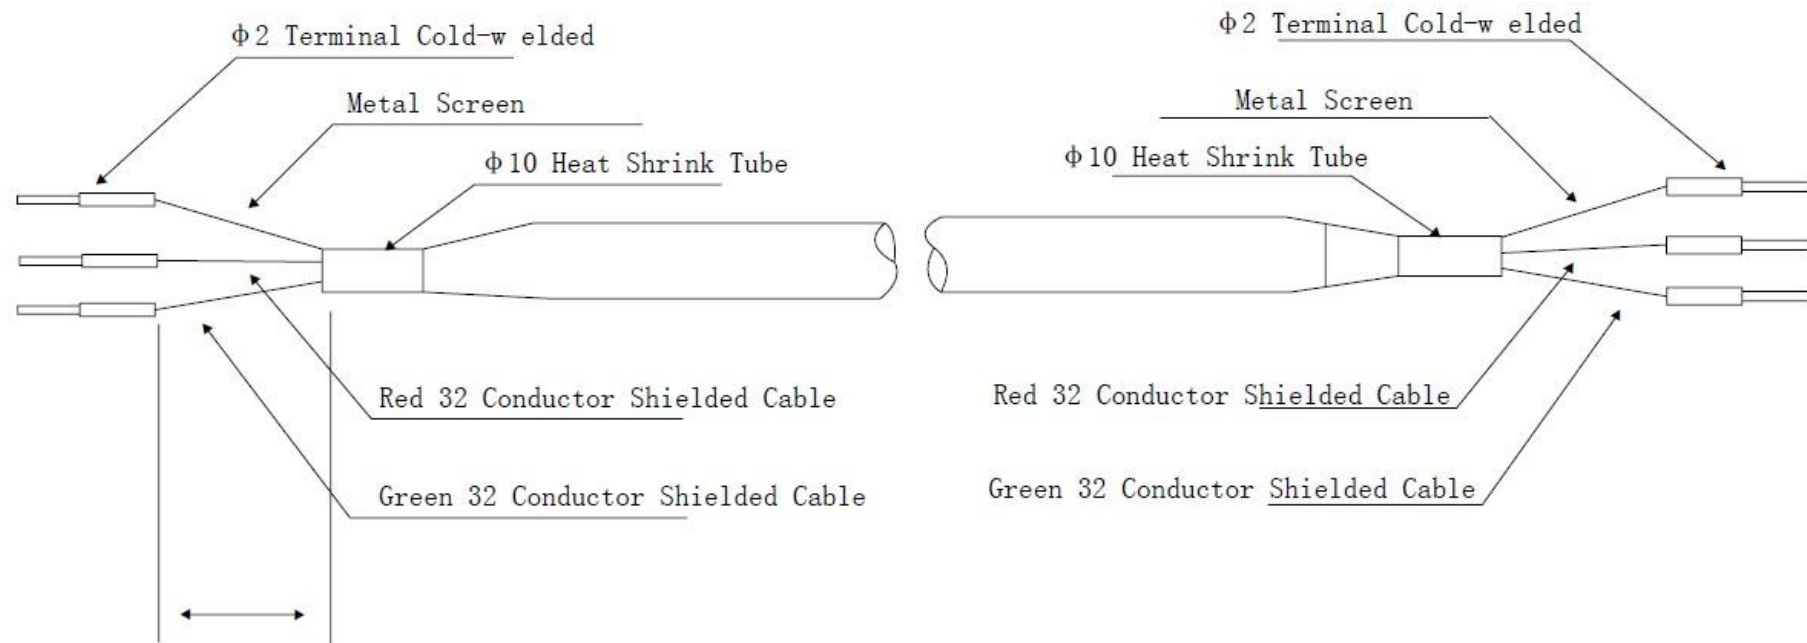 φ2 Terminal Cold-w elded
φ2 Terminal Cold-w elded
Metal Screen
Metal Screen
φ10 Heat Shrink Tube
φ10 Heat Shrink Tube
Red 32 Conductor Shielded Cable
Red 32 Conductor Shielded Cable
Green 32 Conductor Shielded Cable
Green 32 Conductor Shielded Cable